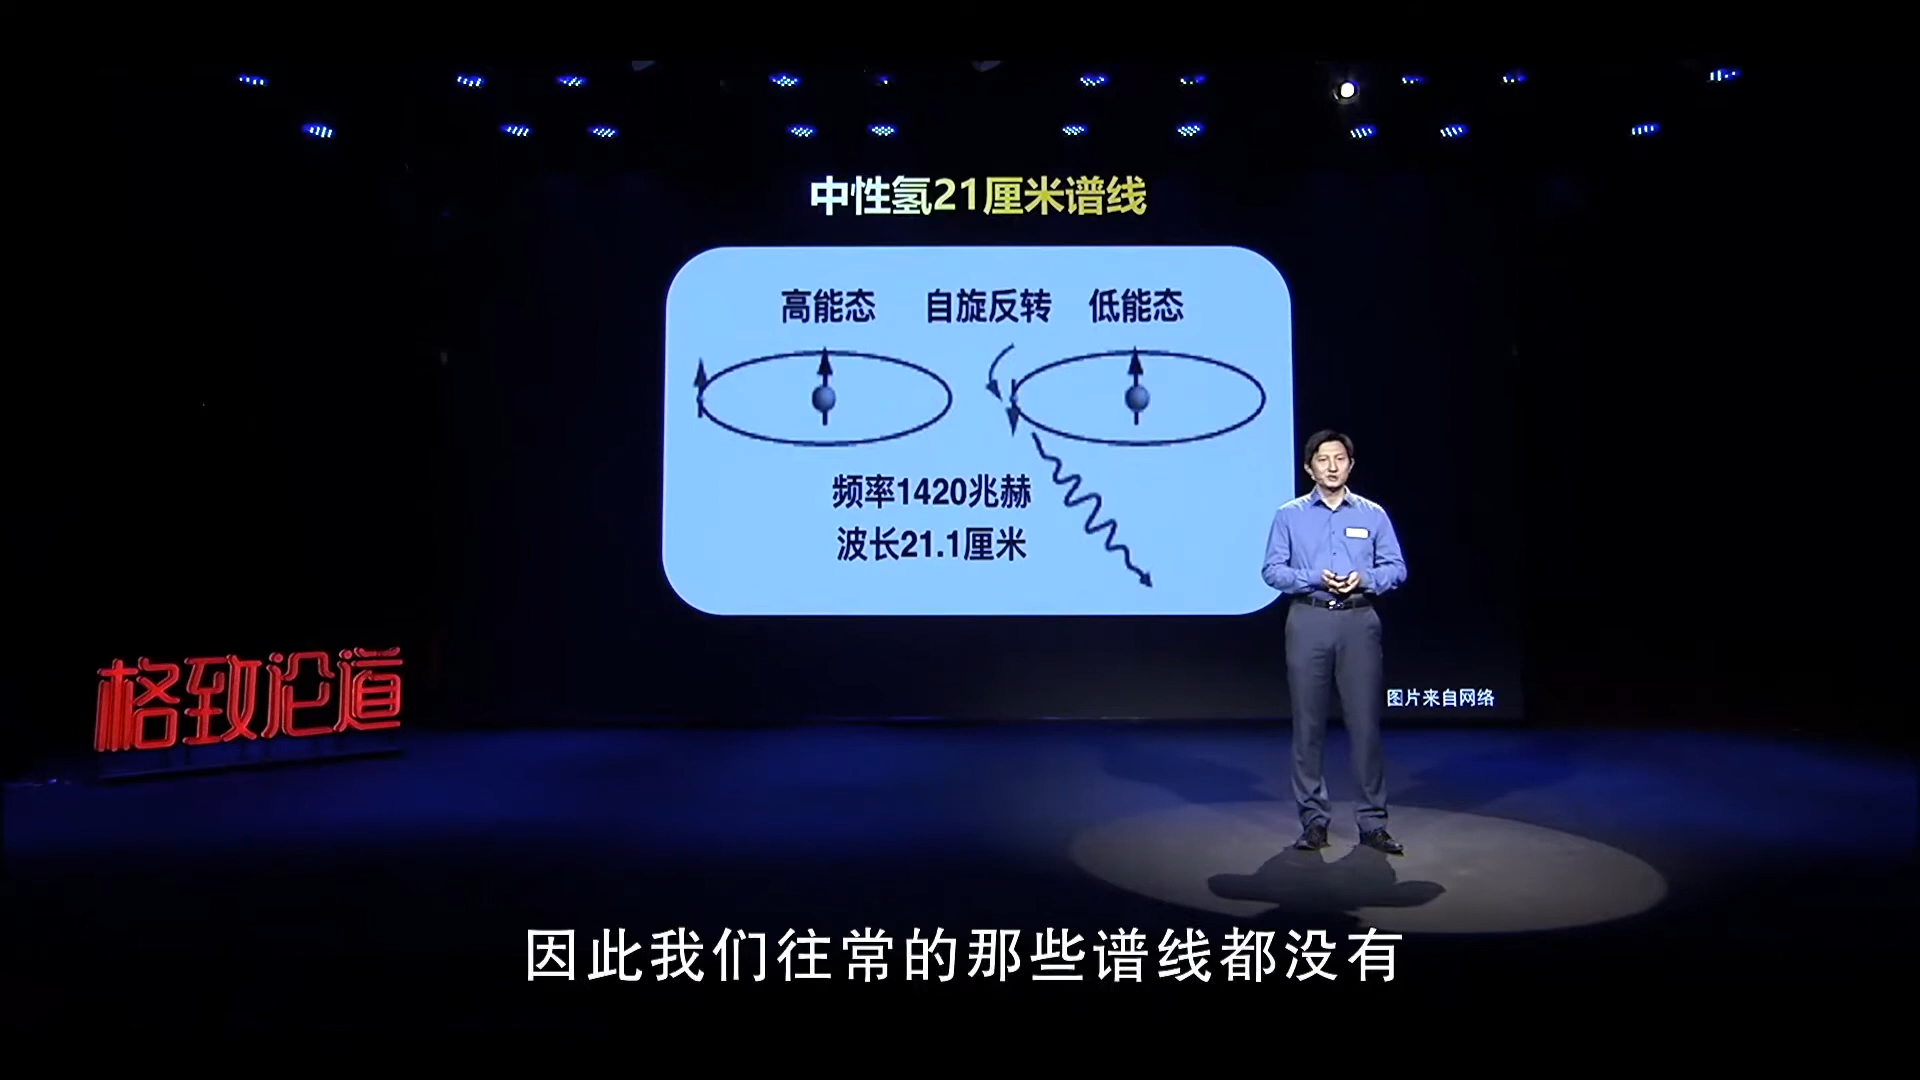 中性氢21厘米谱线
高能态 自旋反转 低能态
频率1420兆赫
波长21.1厘米
格致论道
图片来自网络
因此我们往常的那些谱线都没有